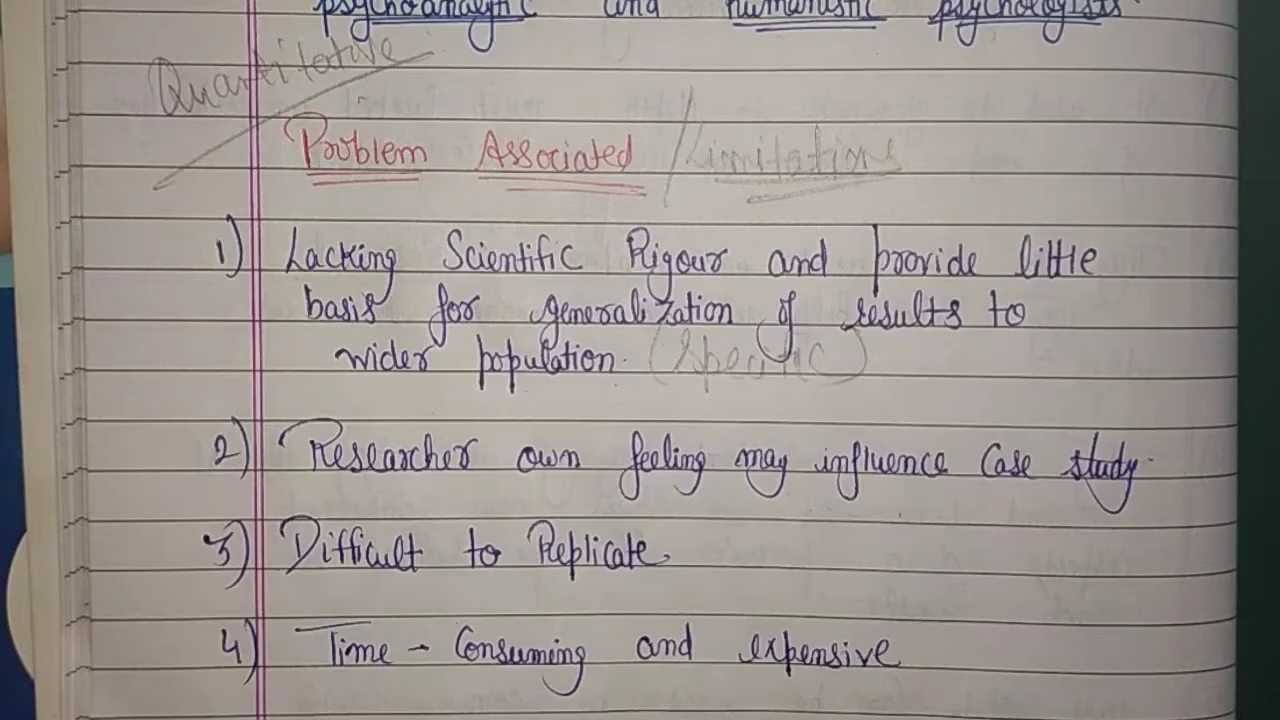 psychoanalytic and humanistic psychologists
Quantitative
Problem Associated / Limitations
1) Lacking Scientific Rigour and provide little
basis for generalization of results to
wider population. (Specific)
2) Researcher own feeling may influence Case study.
3) Difficult to Replicate.
4) Time - Consuming and expensive